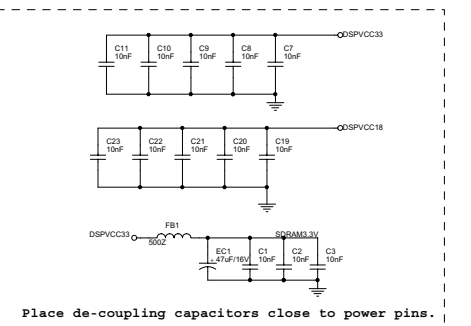 DSPVCC33
C11 C10 C9 C8 C7
10nF 10nF 10nF 10nF 10nF
DSPVCC18
C23 C22 C21 C20 C19
10nF 10nF 10nF 10nF 10nF
FB1
DSPVCC33 SDRAM3.3V
500Z
EC1 C1 C2 C3
+ 47uF/16V 10nF 10nF 10nF
Place de-coupling capacitors close to power pins.